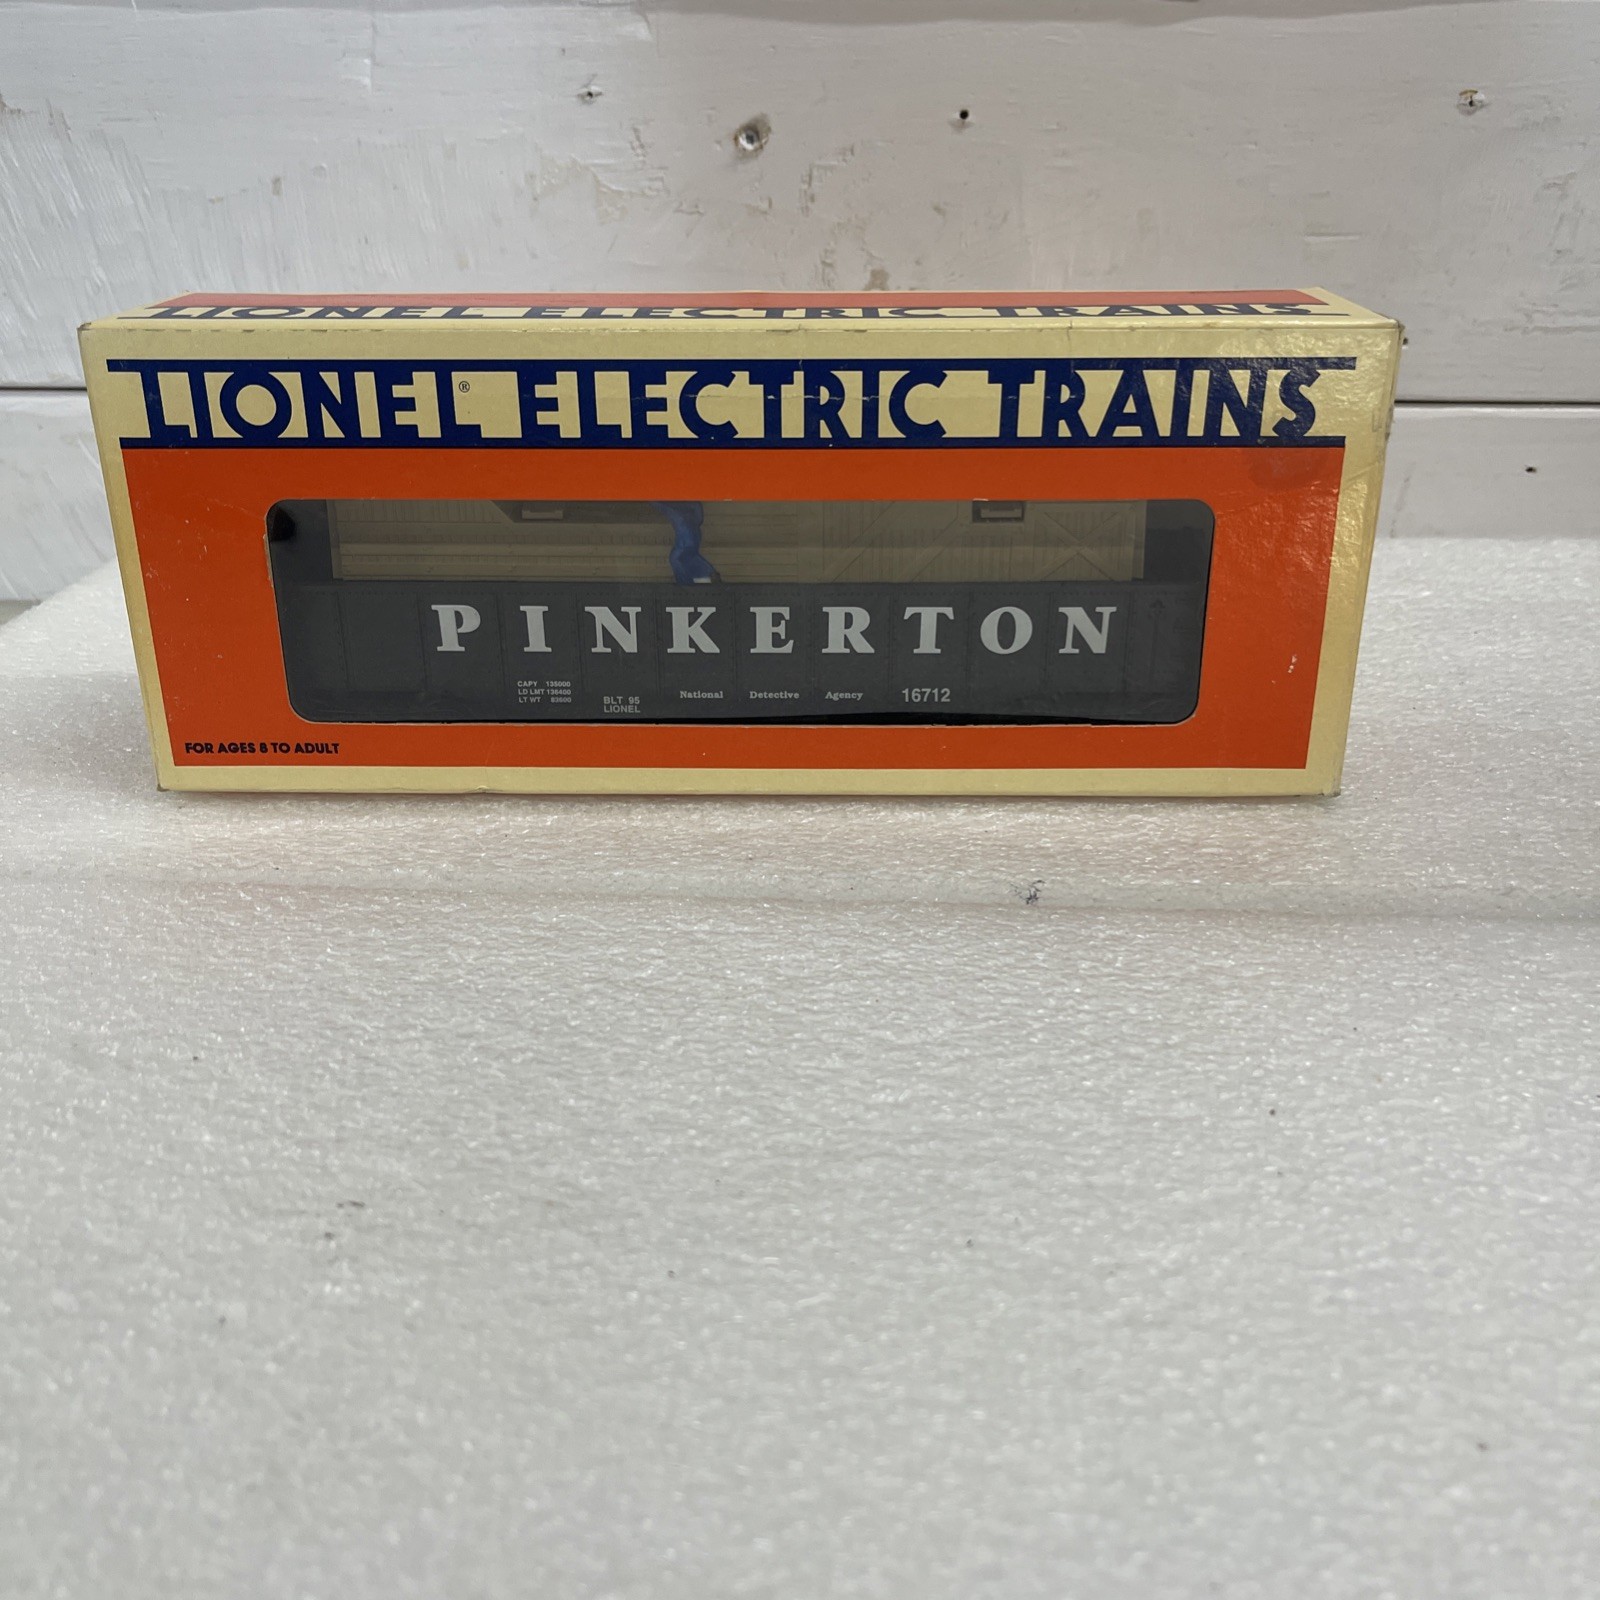 LIONEL ELECTRIC TRAINS
LIONEL® ELECTRIC TRAINS
PINKERTON
CAPY 135000
LD LMT 136400
LT WT 83600
BLT 95
LIONEL
National Detective Agency 16712
FOR AGES 8 TO ADULT